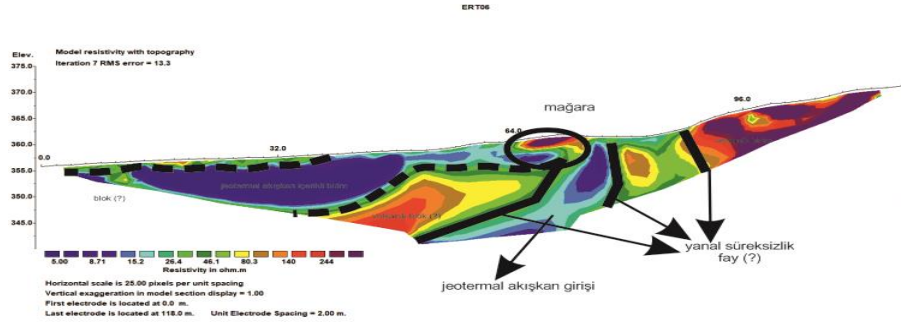 ERT06
Model resistivity with topography
Elev.
Iteration 7 RMS error = 13.3
375.0
370.0
365.0
360.0
355.0
350.0
345.0
0.0
32.0
64.0
96.0
mağara
blok (?)
jeotermal akışkan içerikli
yanal süreksizlik
fay (?)
jeotermal akışkan girişi
5.00 8.71 15.2 26.4 46.1 80.3 140 244
Resistivity in ohm.m
Horizontal scale is 25.00 pixels per unit spacing
Vertical exaggeration in model section display = 1.00
First electrode is located at 0.0 m.
Last electrode is located at 118.0 m. Unit Electrode Spacing = 2.00 m.